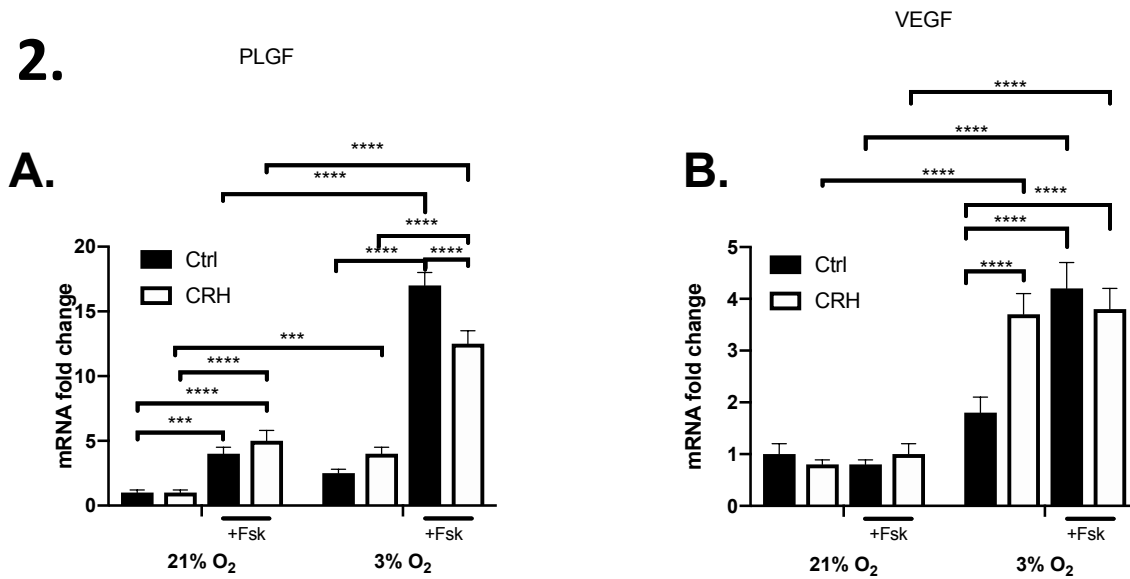 2.
PLGF
A.
****
****
****
****
****
***
****
****
***
20
15
10
5
0
mRNA fold change
Ctrl
CRH
+Fsk
+Fsk
21% O₂
3% O₂
VEGF
B.
****
****
****
****
****
****
5
4
3
2
1
0
mRNA fold change
Ctrl
CRH
+Fsk
+Fsk
21% O₂
3% O₂